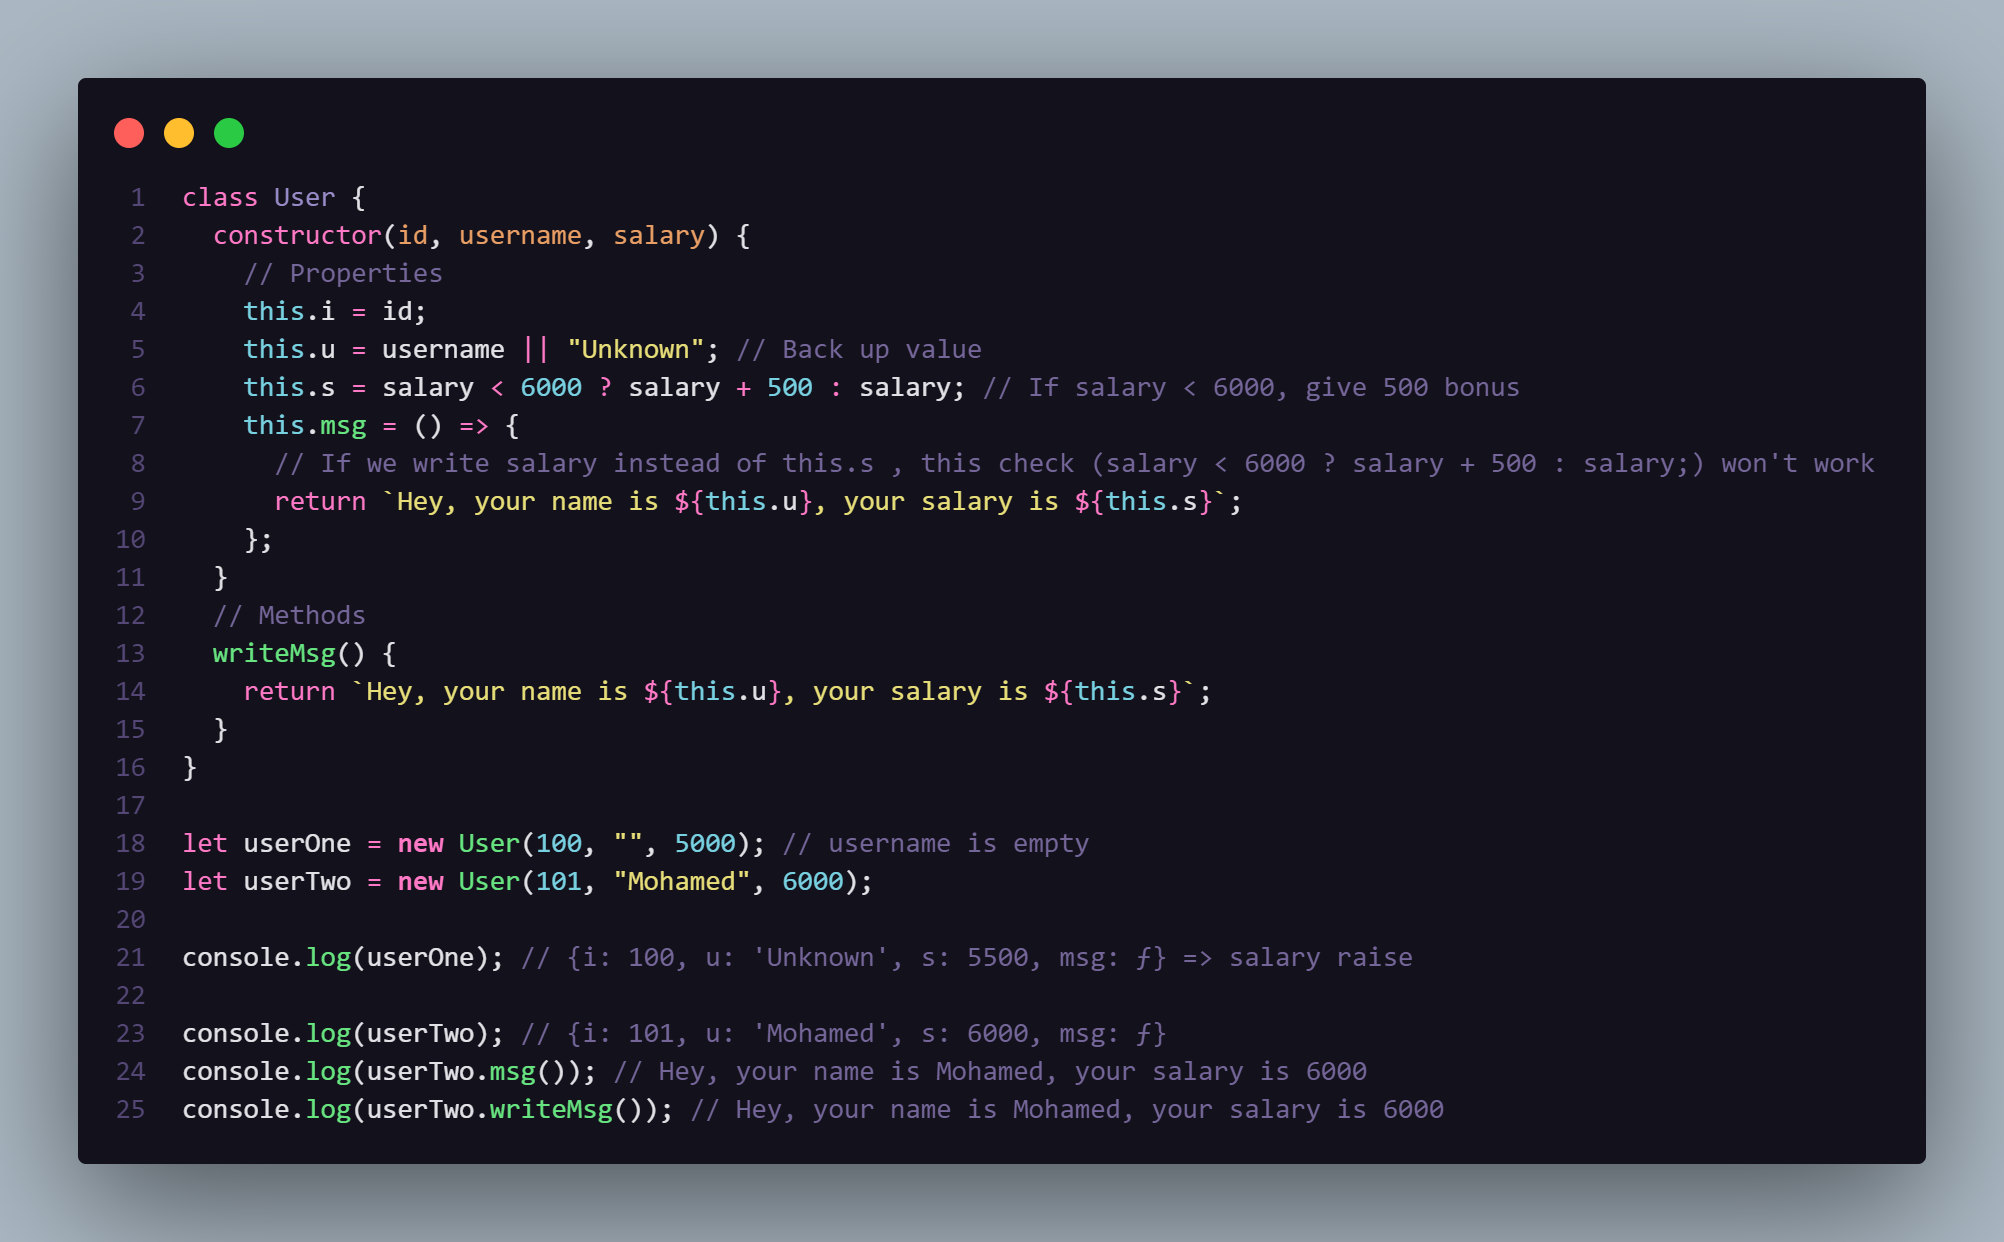 1 class User {
2   constructor(id, username, salary) {
3     // Properties
4     this.i = id;
5     this.u = username || "Unknown"; // Back up value
6     this.s = salary < 6000 ? salary + 500 : salary; // If salary < 6000, give 500 bonus
7     this.msg = () => {
8       // If we write salary instead of this.s , this check (salary < 6000 ? salary + 500 : salary;) won't work
9       return `Hey, your name is ${this.u}, your salary is ${this.s}`;
10     };
11   }
12   // Methods
13   writeMsg() {
14     return `Hey, your name is ${this.u}, your salary is ${this.s}`;
15   }
16 }
17
18 let userOne = new User(100, "", 5000); // username is empty
19 let userTwo = new User(101, "Mohamed", 6000);
20
21 console.log(userOne); // {i: 100, u: 'Unknown', s: 5500, msg: ƒ} => salary raise
22
23 console.log(userTwo); // {i: 101, u: 'Mohamed', s: 6000, msg: ƒ}
24 console.log(userTwo.msg()); // Hey, your name is Mohamed, your salary is 6000
25 console.log(userTwo.writeMsg()); // Hey, your name is Mohamed, your salary is 6000